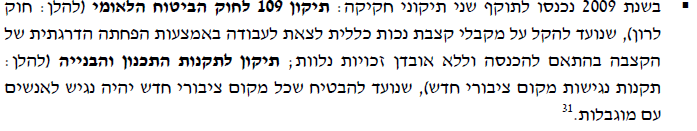 ▪ בשנת 2009 נכנסו לתוקף שני תיקוני חקיקה: תיקון 109 לחוק הביטוח הלאומי (להלן: חוק
לרון), שנועד להקל על מקבלי קצבת נכות כללית לצאת לעבודה באמצעות הפחתה הדרגתית של
הקצבה בהתאם להכנסה וללא אובדן זכויות נלוות; תיקון לתקנות התכנון והבנייה (להלן:
תקנות נגישות מקום ציבורי חדש), שנועד להבטיח שכל מקום ציבורי חדש יהיה נגיש לאנשים
עם מוגבלות.31